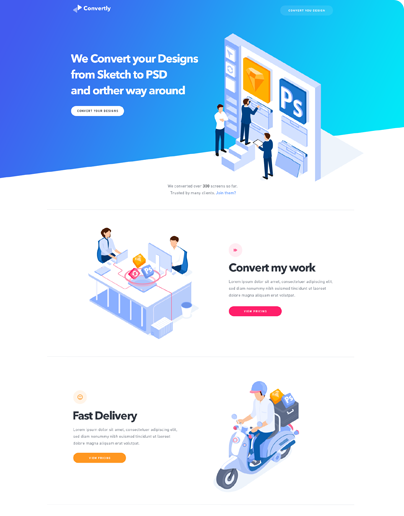 Convertly
CONVERT YOU DESIGN
We Convert your Designs
from Sketch to PSD
and orther way around
CONVERT YOUR DESIGNS
Ps
We converted over 300 screens so far.
Trusted by many clients. Join them?
Convert my work
Lorem ipsum dolor sit amet, consectetuer adipiscing elit,
sed diam nonummy nibh euismod tincidunt ut laoreet
dolore magna aliquam erat volutpat.
VIEW PRICING
Fast Delivery
Lorem ipsum dolor sit amet, consectetuer adipiscing elit,
sed diam nonummy nibh euismod tincidunt ut laoreet
dolore magna aliquam erat volutpat.
VIEW PRICING